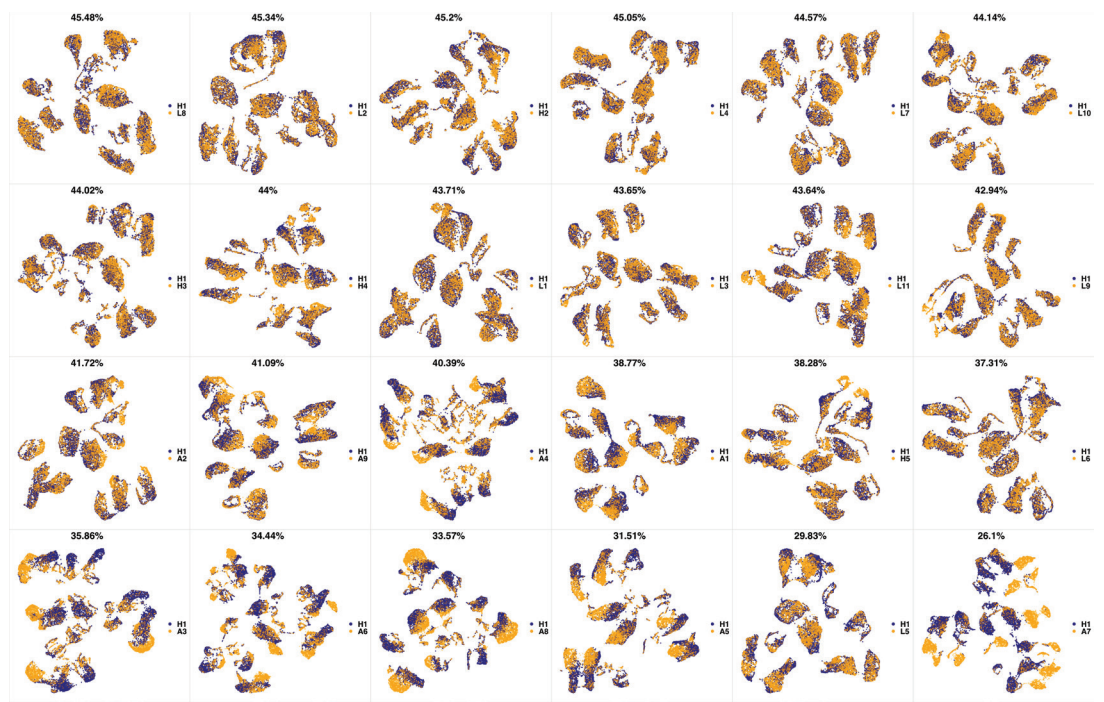 45.48%
45.34%
45.2%
45.05%
44.57%
44.14%
H1
L8
H1
L2
H1
H2
H1
L4
H1
L7
H1
L10
44.02%
44%
43.71%
43.65%
43.64%
42.94%
H1
H3
H1
H4
H1
L1
H1
L3
H1
L11
H1
L9
41.72%
41.09%
40.39%
38.77%
38.28%
37.31%
H1
A2
H1
A9
H1
A4
H1
A1
H1
H5
H1
L6
35.86%
34.44%
33.57%
31.51%
29.83%
26.1%
H1
A3
H1
A6
H1
A8
H1
A5
H1
L5
H1
A7